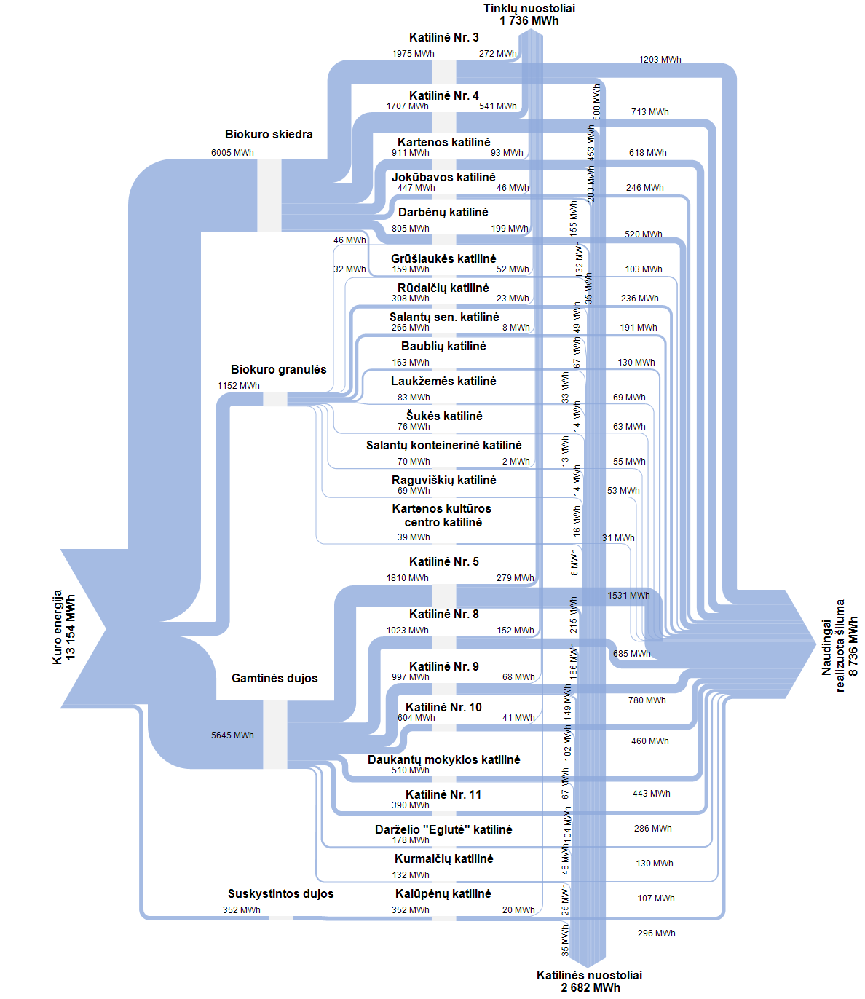 Tinklų nuostoliai
1 736 MWh
Katilinė Nr. 3
1975 MWh
272 MWh
1203 MWh
500 MWh
Katilinė Nr. 4
1707 MWh
541 MWh
713 MWh
453 MWh
Biokuro skiedra
6005 MWh
Kartenos katilinė
911 MWh
93 MWh
618 MWh
200 MWh
Jokūbavos katilinė
447 MWh
46 MWh
246 MWh
155 MWh
Darbėnų katilinė
805 MWh
199 MWh
520 MWh
132 MWh
46 MWh
Grūšlaukės katilinė
32 MWh
159 MWh
52 MWh
103 MWh
35 MWh
Rūdaičių katilinė
308 MWh
23 MWh
236 MWh
49 MWh
Salantų sen. katilinė
266 MWh
8 MWh
191 MWh
67 MWh
Baublių katilinė
163 MWh
130 MWh
33 MWh
Biokuro granulės
1152 MWh
Laukžemės katilinė
83 MWh
69 MWh
14 MWh
Šukės katilinė
76 MWh
63 MWh
13 MWh
Salantų konteinerinė katilinė
70 MWh
2 MWh
55 MWh
14 MWh
Raguviškių katilinė
69 MWh
53 MWh
16 MWh
Kartenos kultūros
centro katilinė
39 MWh
31 MWh
8 MWh
Katilinė Nr. 5
1810 MWh
279 MWh
1531 MWh
Kuro energija
13 154 MWh
215 MWh
Katilinė Nr. 8
1023 MWh
152 MWh
685 MWh
186 MWh
Naudingai
realizuota šiluma
8 736 MWh
Katilinė Nr. 9
997 MWh
68 MWh
780 MWh
149 MWh
Gamtinės dujos
5645 MWh
Katilinė Nr. 10
604 MWh
41 MWh
460 MWh
102 MWh
Daukantų mokyklos katilinė
510 MWh
443 MWh
67 MWh
Katilinė Nr. 11
390 MWh
286 MWh
104 MWh
Darželio "Eglutė" katilinė
178 MWh
130 MWh
48 MWh
Kurmaičių katilinė
132 MWh
107 MWh
25 MWh
Suskystintos dujos
352 MWh
Kalūpėnų katilinė
352 MWh
20 MWh
296 MWh
35 MWh
Katilinės nuostoliai
2 682 MWh